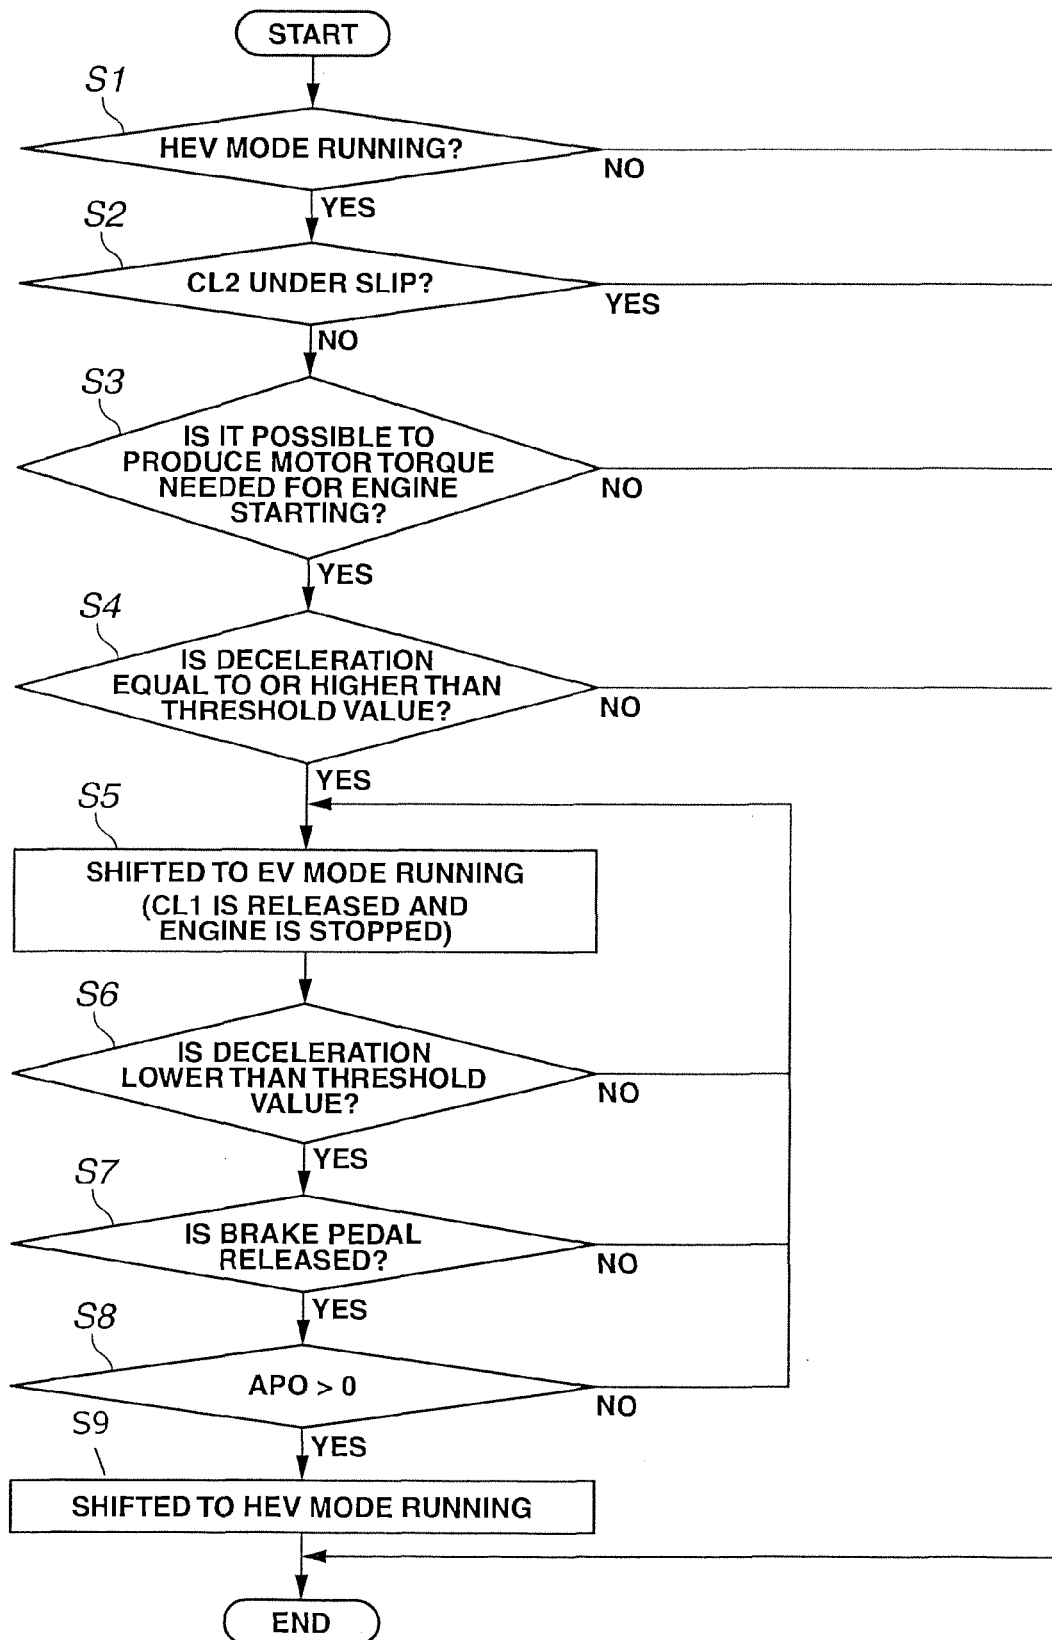 START
S1
HEV MODE RUNNING?
NO
YES
S2
CL2 UNDER SLIP?
YES
NO
S3
IS IT POSSIBLE TO
PRODUCE MOTOR TORQUE
NEEDED FOR ENGINE
STARTING?
NO
YES
S4
IS DECELERATION
EQUAL TO OR HIGHER THAN
THRESHOLD VALUE?
NO
YES
S5
SHIFTED TO EV MODE RUNNING
(CL1 IS RELEASED AND
ENGINE IS STOPPED)
S6
IS DECELERATION
LOWER THAN THRESHOLD
VALUE?
NO
YES
S7
IS BRAKE PEDAL
RELEASED?
NO
YES
S8
APO > 0
NO
YES
S9
SHIFTED TO HEV MODE RUNNING
END